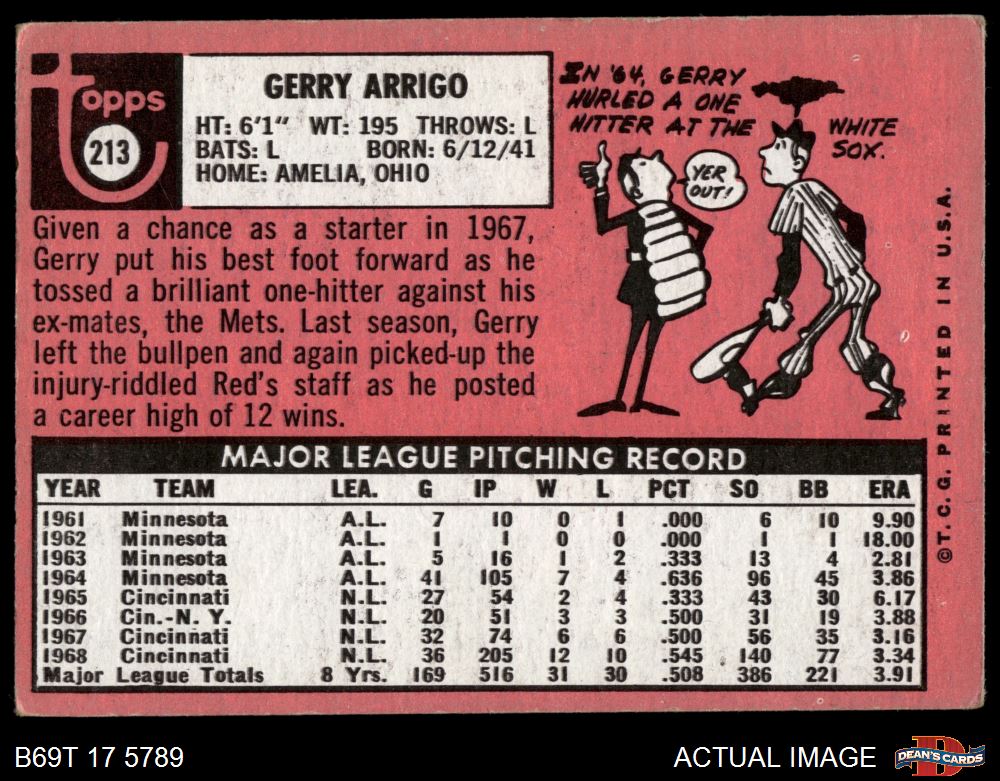 topps
213
GERRY ARRIGO
HT: 6'1" WT: 195 THROWS: L
BATS: L BORN: 6/12/41
HOME: AMELIA, OHIO
IN '64, GERRY
HURLED A ONE
HITTER AT THE WHITE
SOX.
YER
OUT!
Given a chance as a starter in 1967,
Gerry put his best foot forward as he
tossed a brilliant one-hitter against his
ex-mates, the Mets. Last season, Gerry
left the bullpen and again picked-up the
injury-riddled Red's staff as he posted
a career high of 12 wins.
©T. C. G. PRINTED IN U.S.A.
MAJOR LEAGUE PITCHING RECORD
YEAR TEAM LEA. G IP W L PCT SO BB ERA
1961 Minnesota A.L. 7 10 0 1 .000 6 10 9.90
1962 Minnesota A.L. 1 1 0 0 .000 1 1 18.00
1963 Minnesota A.L. 5 16 1 2 .333 13 4 2.81
1964 Minnesota A.L. 41 105 7 4 .636 96 45 3.86
1965 Cincinnati N.L. 27 54 2 4 .333 43 30 6.17
1966 Cin.-N. Y. N.L. 20 51 3 3 .500 31 19 3.88
1967 Cincinnati N.L. 32 74 6 6 .500 56 35 3.16
1968 Cincinnati N.L. 36 205 12 10 .545 140 77 3.34
Major League Totals 8 Yrs. 169 516 31 30 .508 386 221 3.91
B69T 17 5789
ACTUAL IMAGE
DEAN'S CARDS